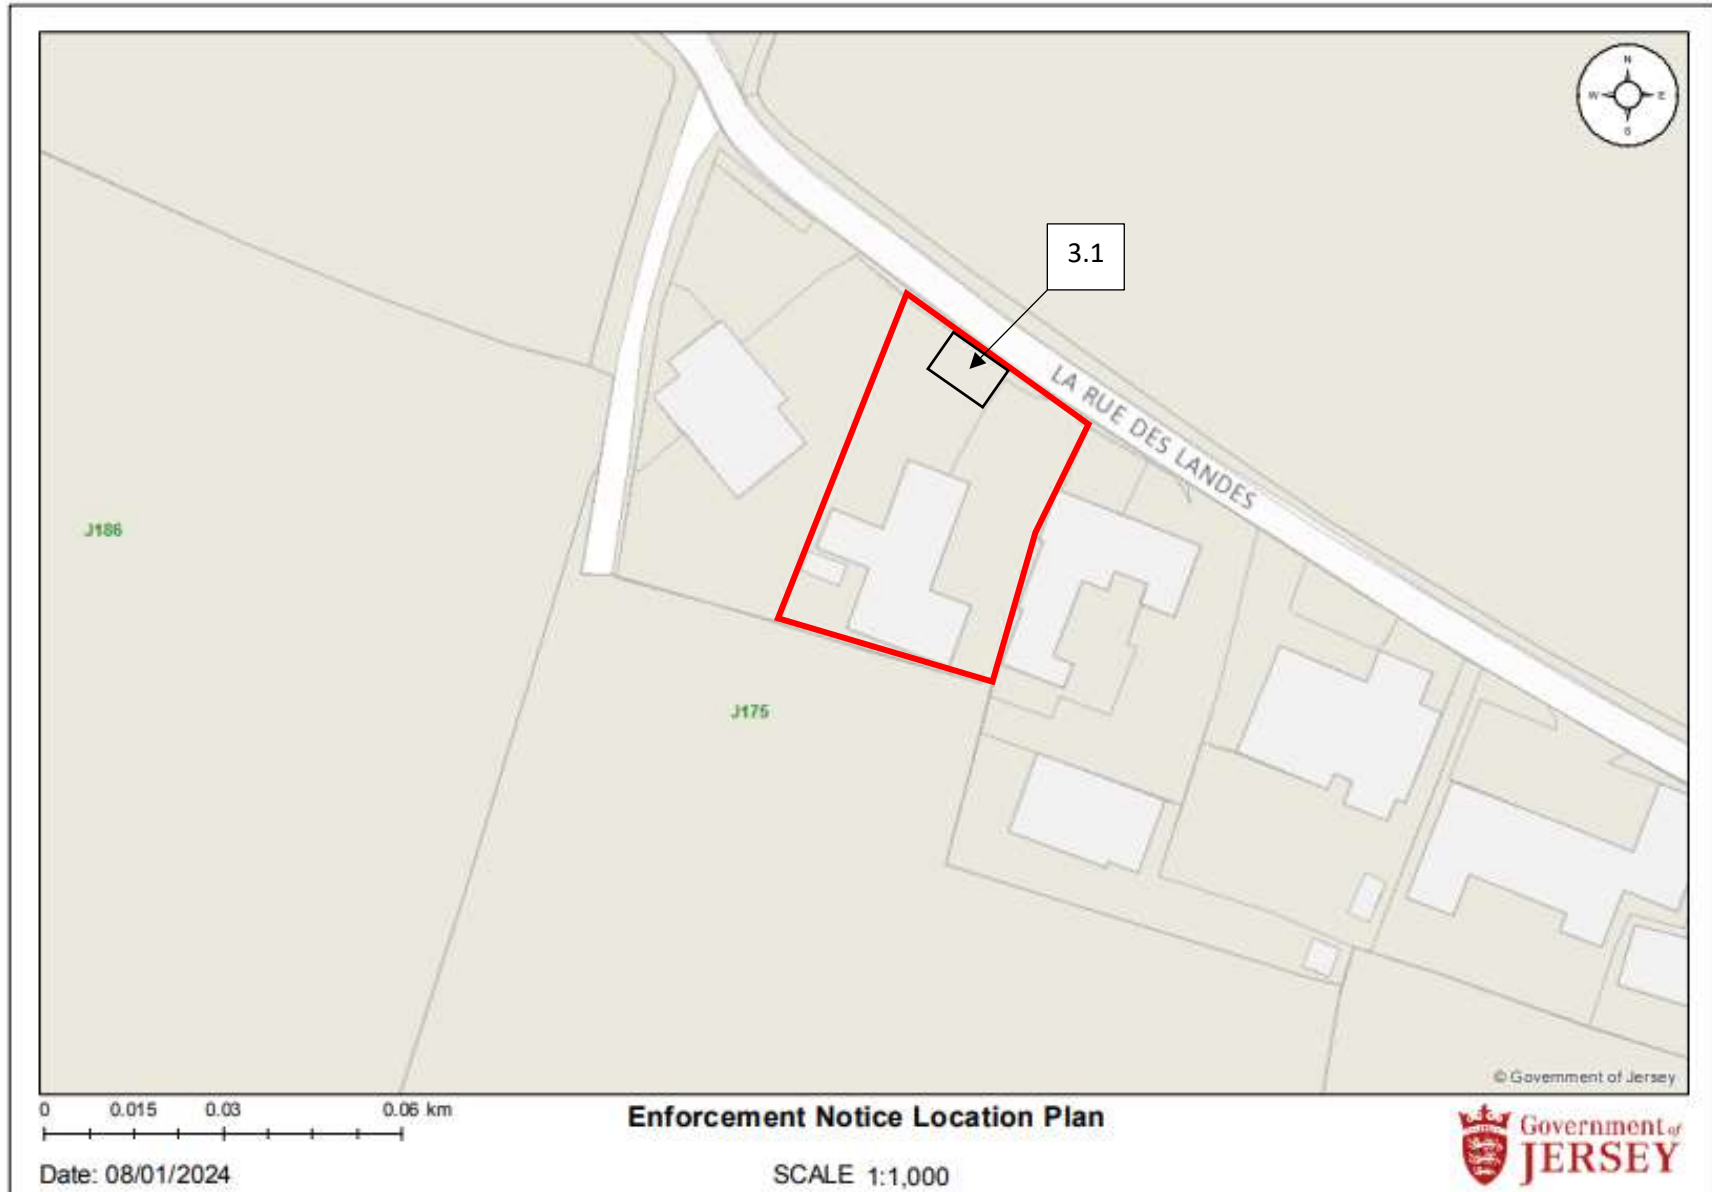 N
W E
S
3.1
LA RUE DES LANDES
J186
J175
© Government of Jersey
0 0.015 0.03 0.06 km
Enforcement Notice Location Plan
Government of
JERSEY
Date: 08/01/2024
SCALE 1:1,000